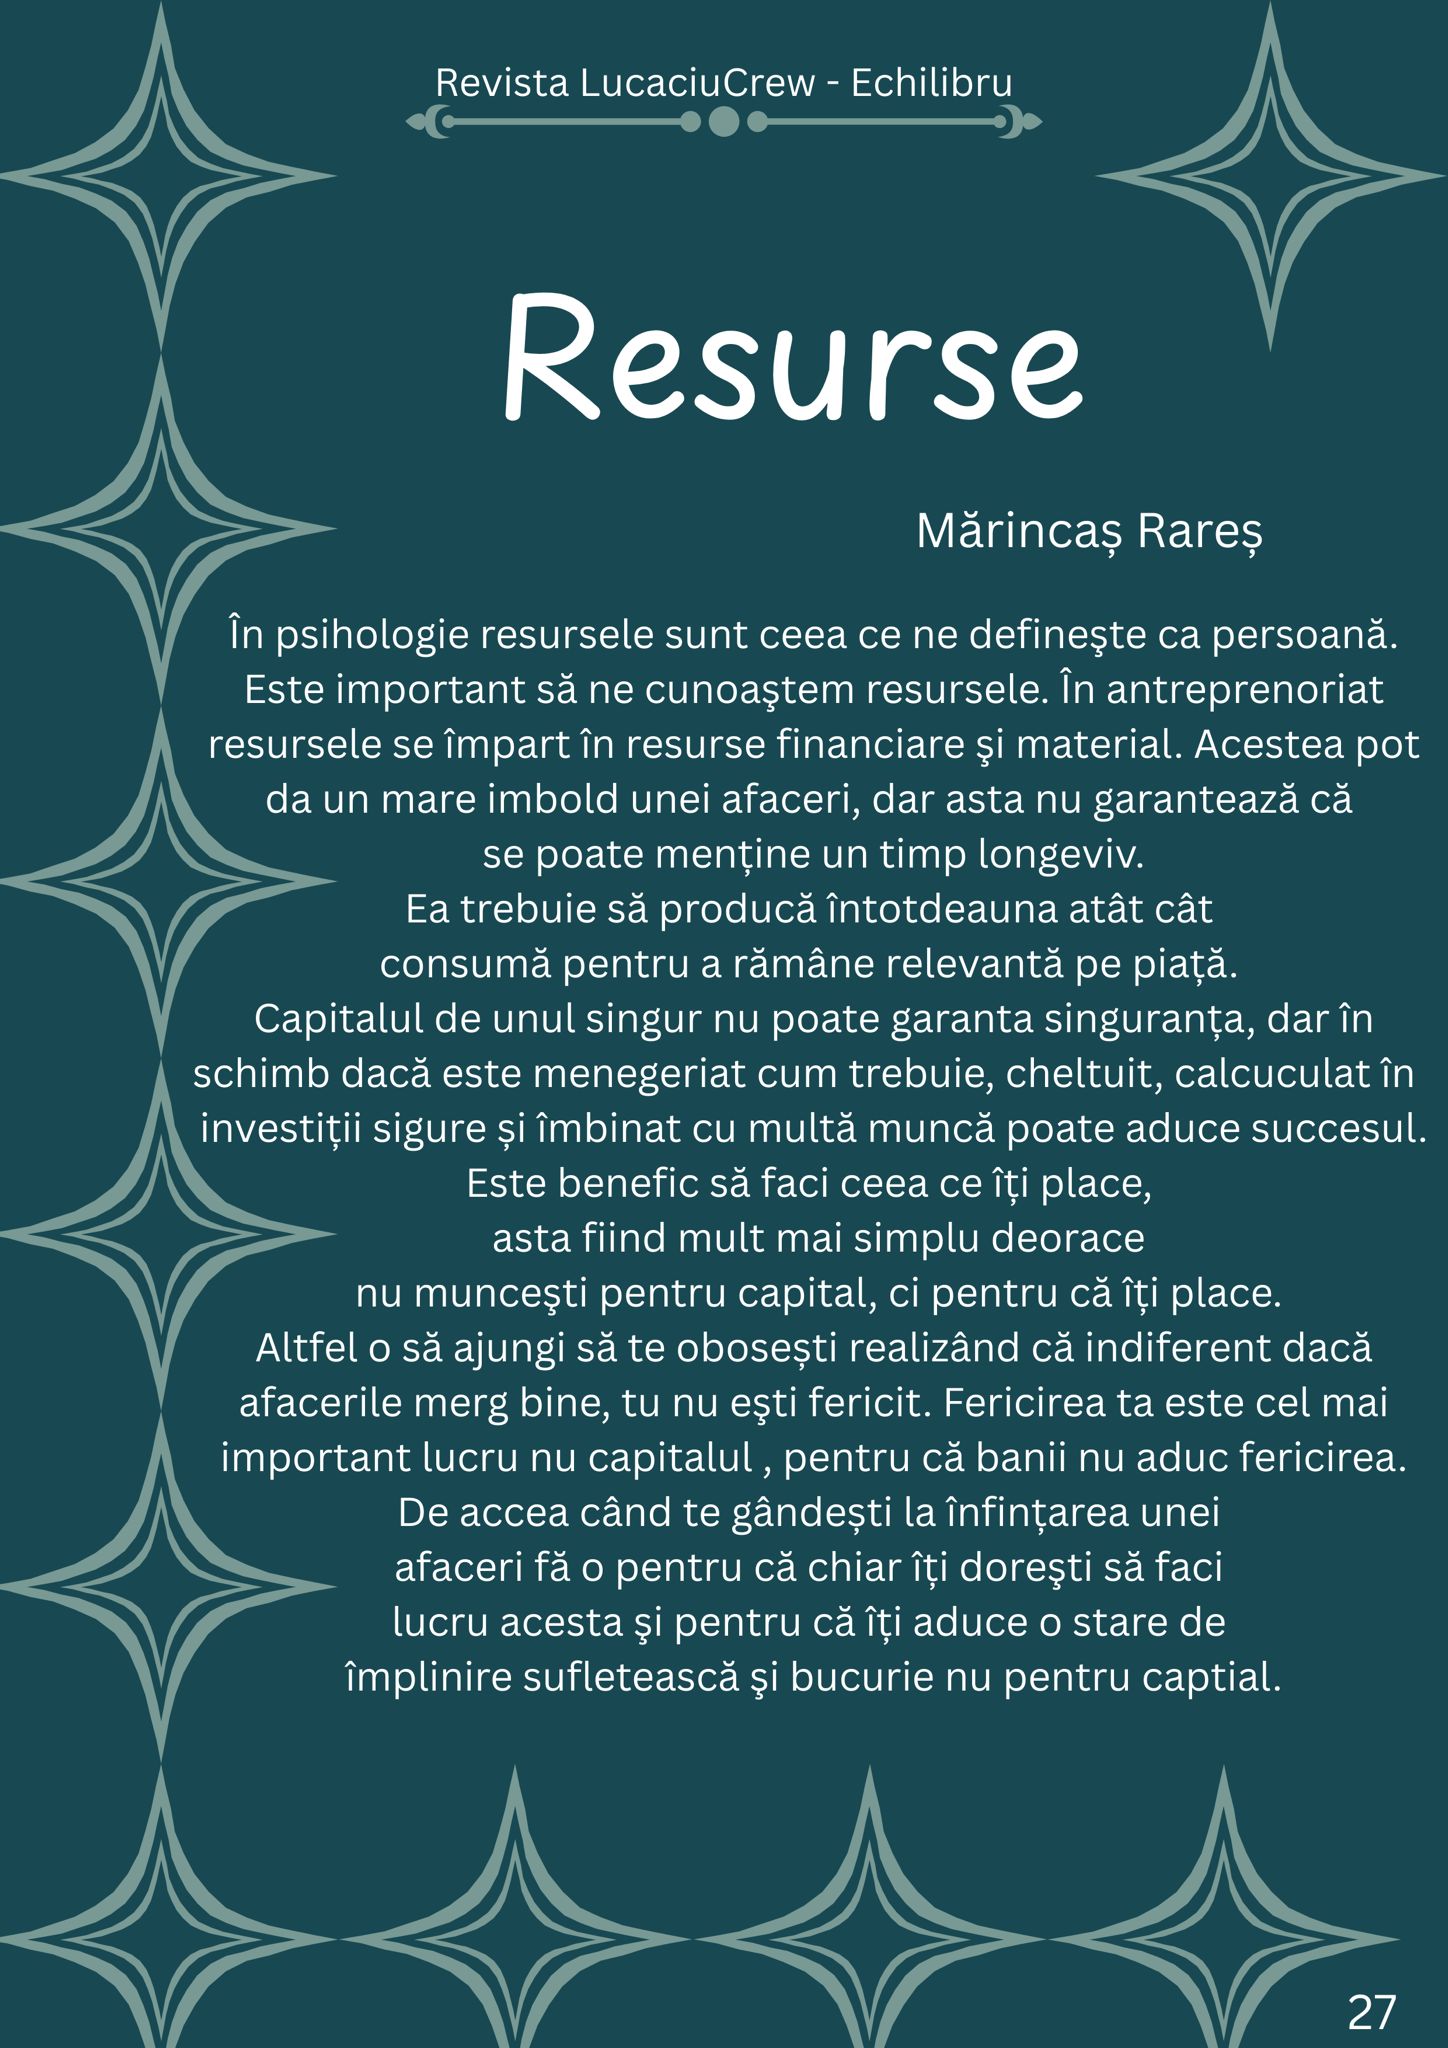 Revista LucaciuCrew - Echilibru
Resurse
Mărincaș Rareș
În psihologie resursele sunt ceea ce ne defineşte ca persoană.
Este important să ne cunoaştem resursele. În antreprenoriat
resursele se împart în resurse financiare şi material. Acestea pot
da un mare imbold unei afaceri, dar asta nu garantează că
se poate menține un timp longeviv.
Ea trebuie să producă întotdeauna atât cât
consumă pentru a rămâne relevantă pe piață.
Capitalul de unul singur nu poate garanta singuranța, dar în
schimb dacă este menegeriat cum trebuie, cheltuit, calcuculat în
investiții sigure și îmbinat cu multă muncă poate aduce succesul.
Este benefic să faci ceea ce îți place,
asta fiind mult mai simplu deorace
nu munceşti pentru capital, ci pentru că îți place.
Altfel o să ajungi să te obosești realizând că indiferent dacă
afacerile merg bine, tu nu eşti fericit. Fericirea ta este cel mai
important lucru nu capitalul , pentru că banii nu aduc fericirea.
De accea când te gândești la înfințarea unei
afaceri fă o pentru că chiar îți doreşti să faci
lucru acesta şi pentru că îți aduce o stare de
împlinire sufletească şi bucurie nu pentru captial.
27